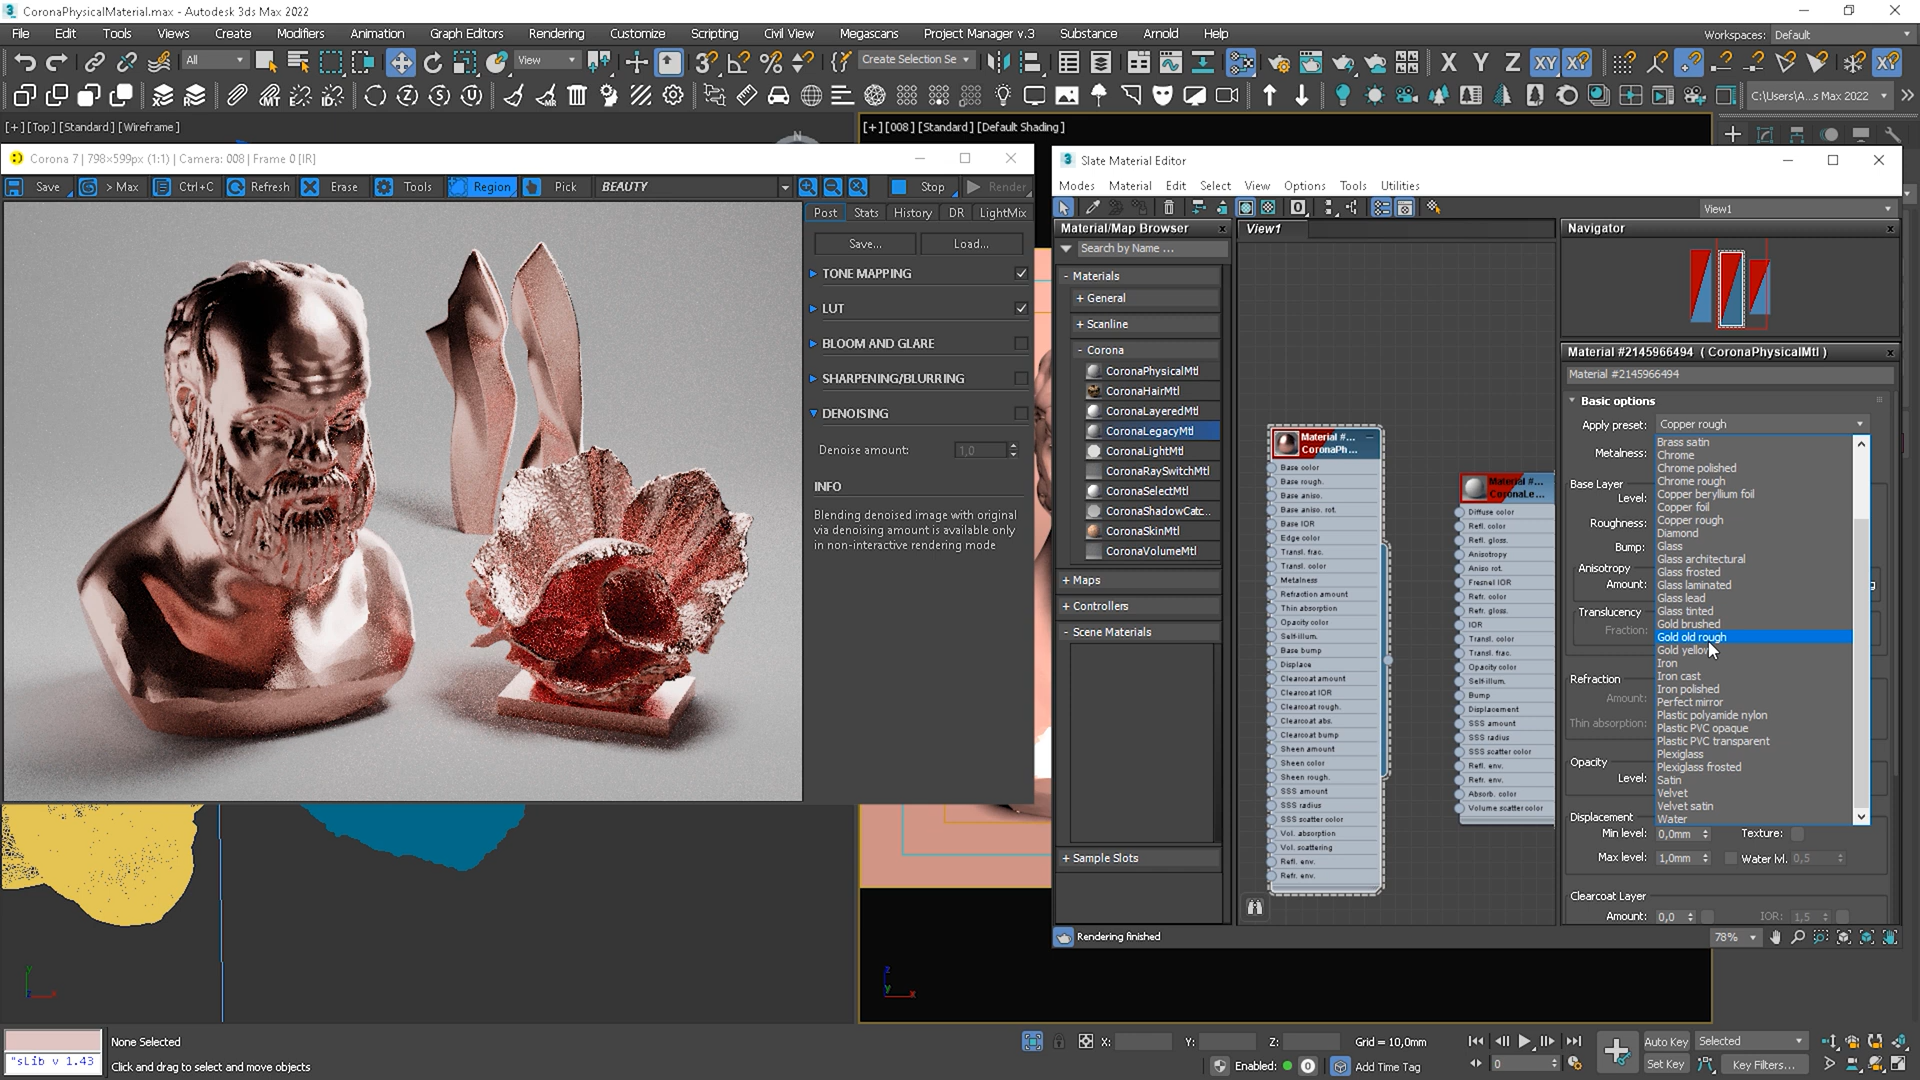 CoronaPhysicalMaterial.max - Autodesk 3ds Max 2022
File Edit Tools Views Create Modifiers Animation Graph Editors Rendering Customize Scripting Civil View Megascans Project Manager v.3 Substance Arnold Help
Workspaces: Default
All View Create Selection Se
C:\Users\A...s Max 2022
[+] [Top] [Standard] [Wireframe]
[+] [008] [Standard] [Default Shading]
Corona 7 | 798×599px (1:1) | Camera: 008 | Frame 0 [IR]
Save > Max Ctrl+C Refresh Erase Tools Region Pick BEAUTY Stop Render
Post Stats History DR LightMix
Save... Load...
TONE MAPPING
LUT
BLOOM AND GLARE
SHARPENING/BLURRING
DENOISING
Denoise amount: 1,0
INFO
Blending denoised image with original
via denoising amount is available only
in non-interactive rendering mode
Slate Material Editor
Modes Material Edit Select View Options Tools Utilities
View1
Material/Map Browser
Search by Name ...
- Materials
+ General
+ Scanline
- Corona
CoronaPhysicalMtl
CoronaHairMtl
CoronaLayeredMtl
CoronaLegacyMtl
CoronaLightMtl
CoronaRaySwitchMtl
CoronaSelectMtl
CoronaShadowCatc...
CoronaSkinMtl
CoronaVolumeMtl
+ Maps
+ Controllers
- Scene Materials
+ Sample Slots
View1
Material #...
CoronaPh...
Base color
Base rough.
Base aniso.
Base aniso. rot.
Base IOR
Edge color
Transl. frac.
Transl. color
Metalness
Refraction amount
Thin absorption
Opacity color
Self-illum.
Base bump
Displace
Clearcoat amount
Clearcoat IOR
Clearcoat rough.
Clearcoat abs.
Clearcoat bump
Sheen amount
Sheen color
Sheen rough.
SSS amount
SSS radius
SSS scatter color
Vol. absorption
Vol. scattering
Refl. env.
Refr. env.
Material #...
CoronaLe...
Diffuse color
Refl. color
Refl. gloss.
Anisotropy
Aniso rot.
Fresnel IOR
Refr. color
Refr. gloss.
IOR
Transl. color
Transl. frac.
Opacity color
Self-illum.
Bump
Displacement
SSS amount
SSS radius
SSS scatter color
Refl. env.
Refr. env.
Absorb. color
Volume scatter color
Navigator
Material #2145966494 ( CoronaPhysicalMtl )
Material #2145966494
Basic options
Apply preset: Copper rough
Metalness:
Base Layer
Level:
Roughness:
Bump:
Anisotropy
Amount:
Translucency
Fraction:
Refraction
Amount:
Thin absorption:
Opacity
Level:
Brass satin
Chrome
Chrome polished
Chrome rough
Copper beryllium foil
Copper foil
Copper rough
Diamond
Glass
Glass architectural
Glass frosted
Glass laminated
Glass lead
Glass tinted
Gold brushed
Gold old rough
Gold yellow
Iron
Iron cast
Iron polished
Perfect mirror
Plastic polyamide nylon
Plastic PVC opaque
Plastic PVC transparent
Plexiglass
Plexiglass frosted
Satin
Velvet
Velvet satin
Water
Displacement
Min level: 0,0mm Texture:
Max level: 1,0mm Water lvl. 0,5
Clearcoat Layer
Amount: 0,0 IOR: 1,5
Rendering finished
78%
"sLib v 1.43
None Selected
Click and drag to select and move objects
X: Y: Z: Grid = 10,0mm
Enabled: 0 Add Time Tag
0
Auto Key Selected
Set Key Key Filters...